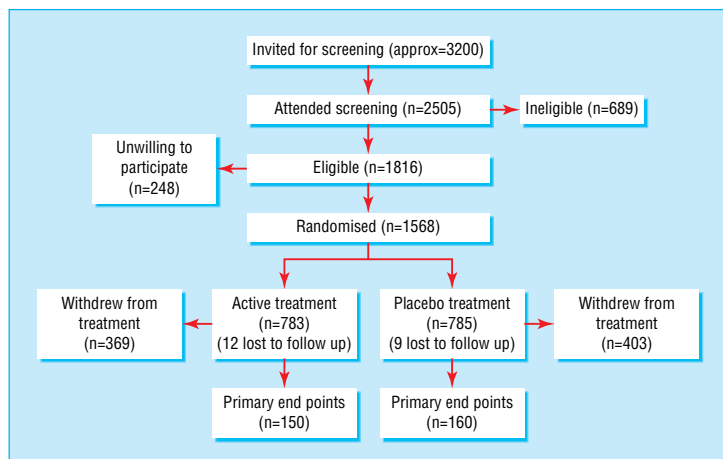 Invited for screening (approx=3200)
Attended screening (n=2505)
Ineligible (n=689)
Unwilling to
participate
(n=248)
Eligible (n=1816)
Randomised (n=1568)
Withdrew from
treatment
(n=369)
Active treatment
(n=783)
(12 lost to follow up)
Placebo treatment
(n=785)
(9 lost to follow up)
Withdrew from
treatment
(n=403)
Primary end points
(n=150)
Primary end points
(n=160)